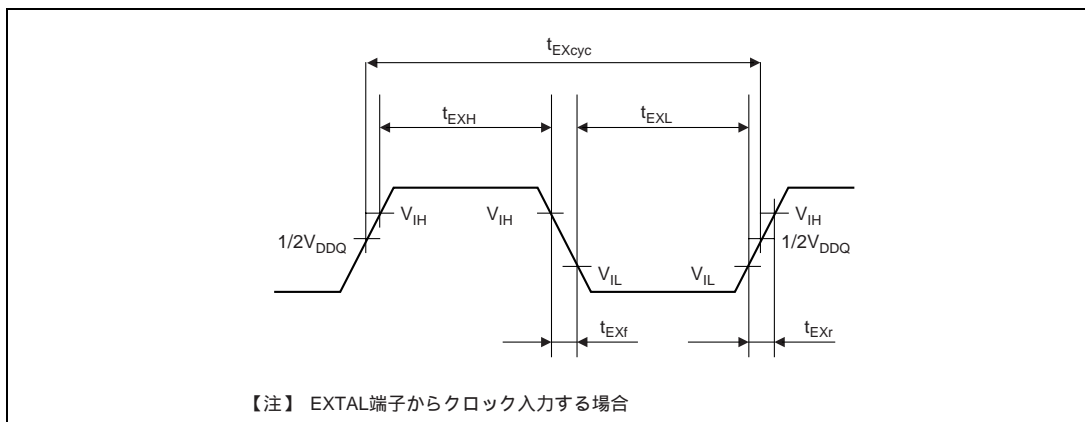 tEXcyc
tEXH tEXL
VIH VIH VIH
1/2VDDQ 1/2VDDQ
VIL VIL
tEXf tEXr
【注】 EXTAL端子からクロック入力する場合